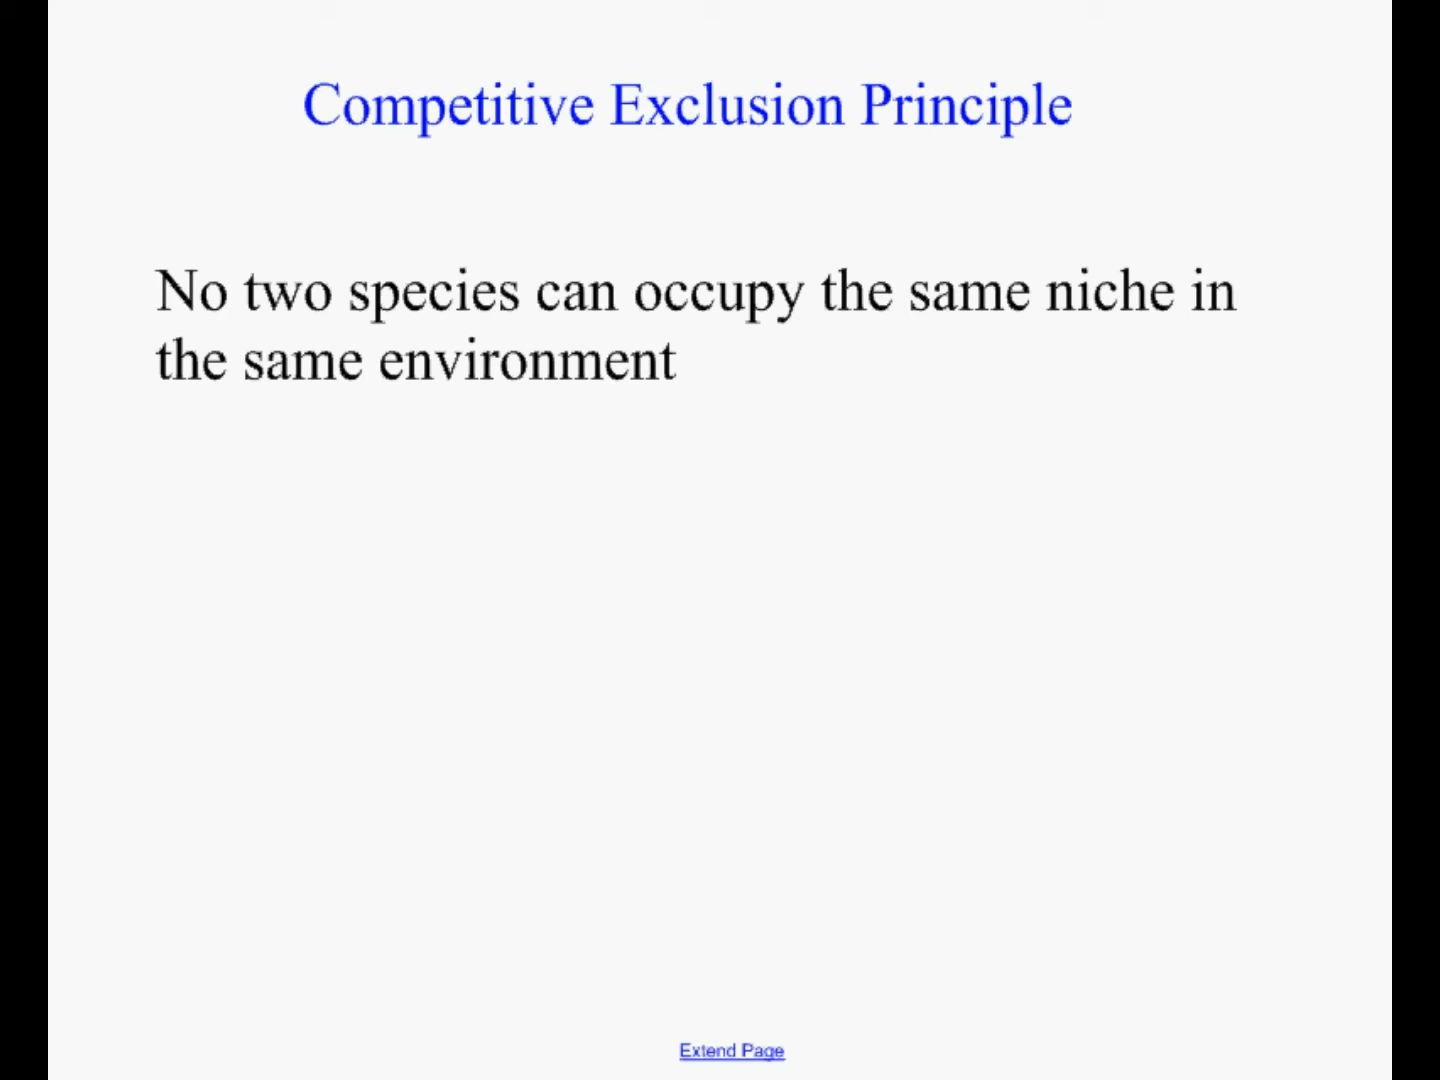 Competitive Exclusion Principle
No two species can occupy the same niche in
the same environment
Extend Page